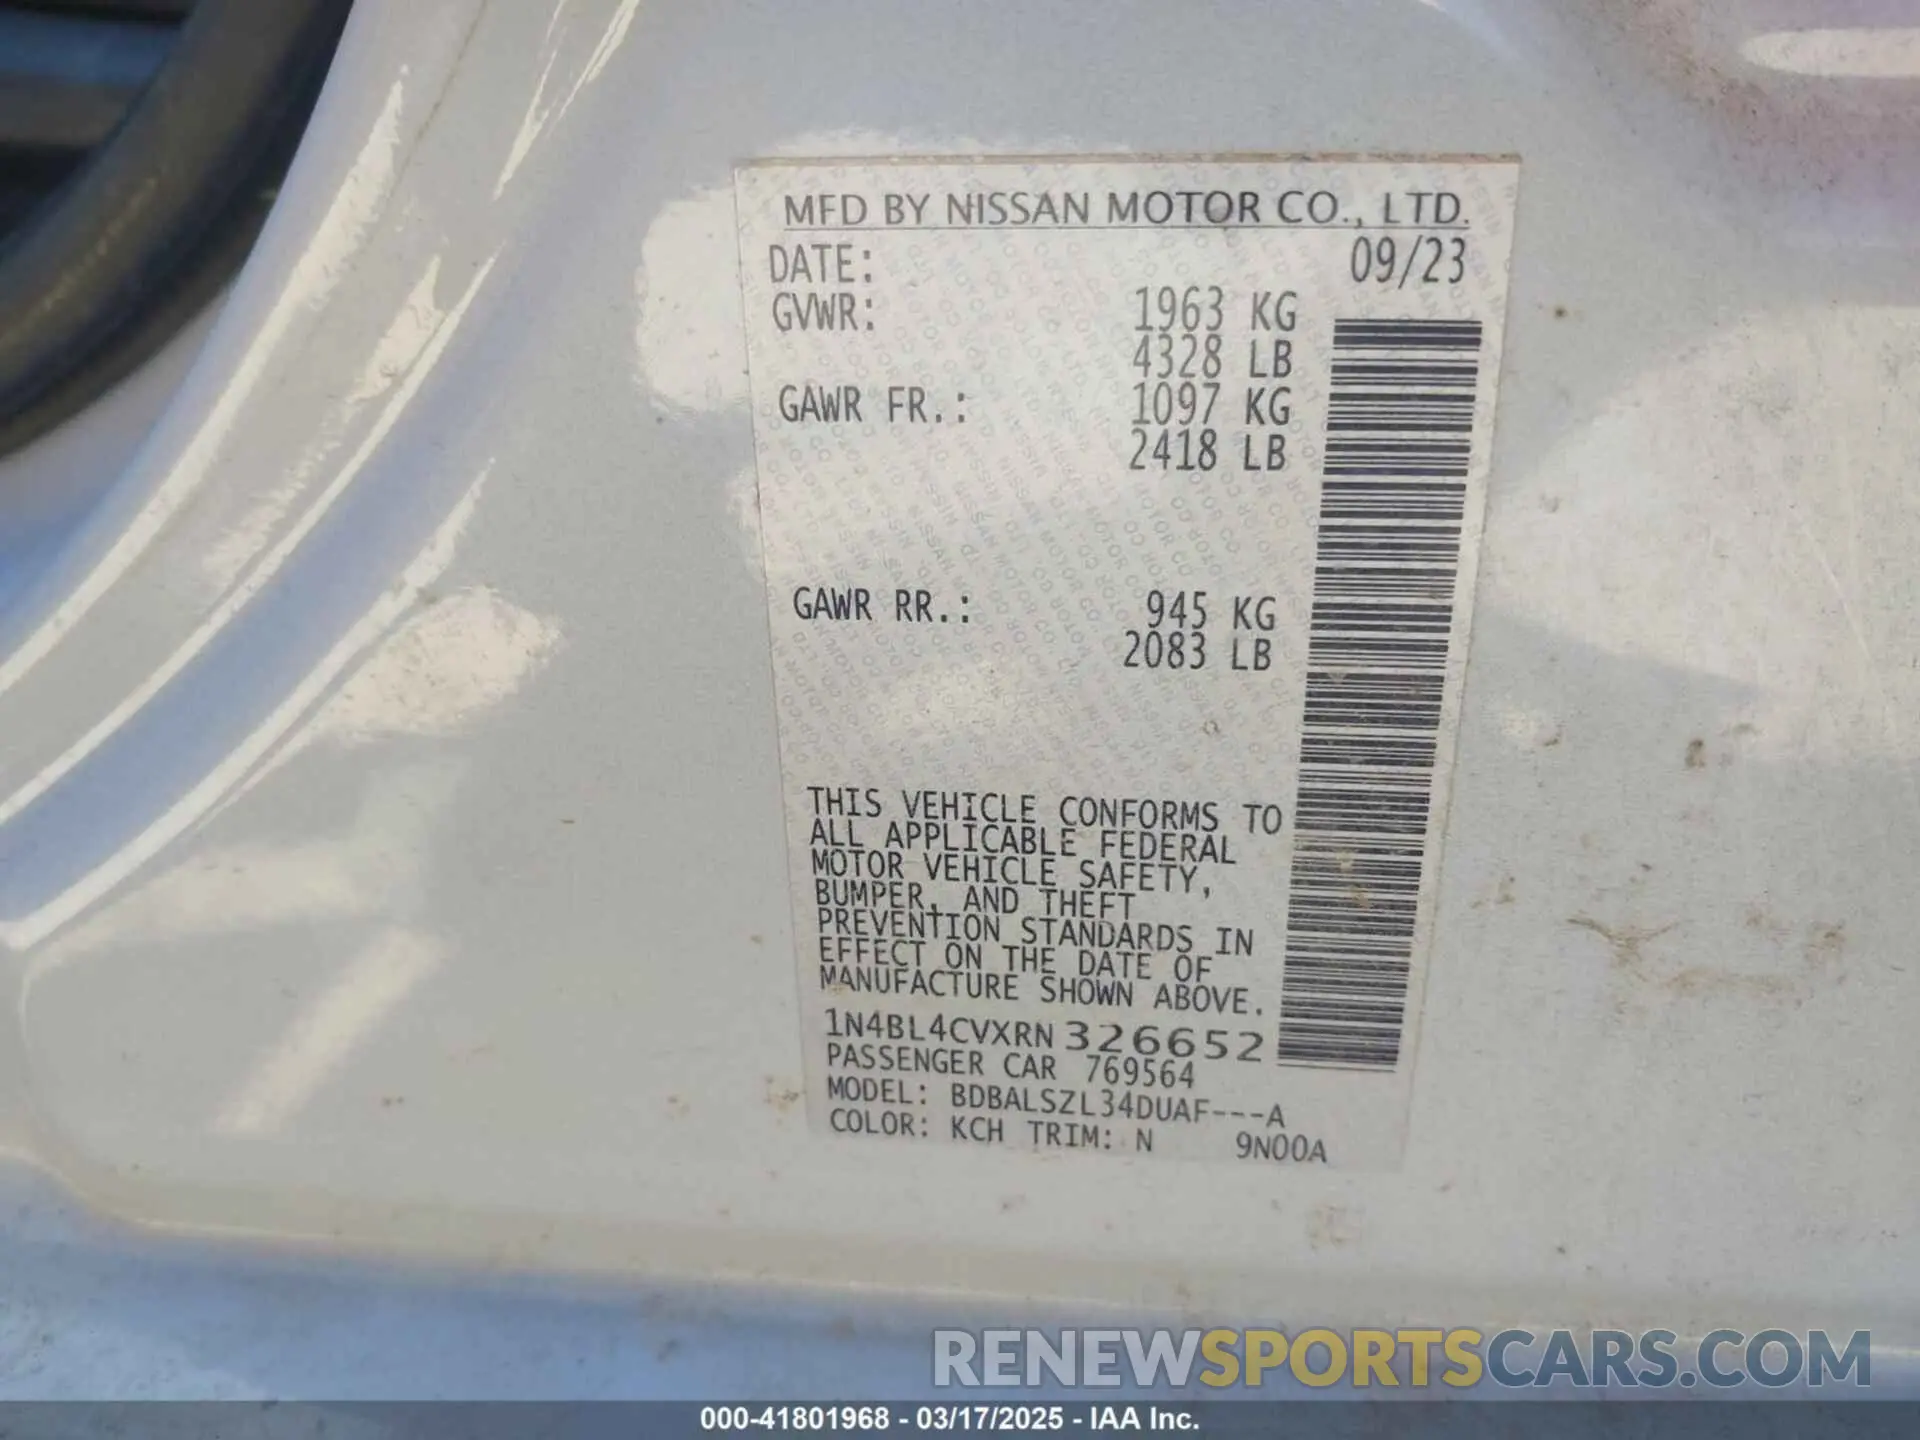 MFD BY NISSAN MOTOR CO., LTD.
DATE: 09/23
GVWR: 1963 KG
4328 LB
GAWR FR.: 1097 KG
2418 LB
GAWR RR.: 945 KG
2083 LB
THIS VEHICLE CONFORMS TO
ALL APPLICABLE FEDERAL
MOTOR VEHICLE SAFETY,
BUMPER, AND THEFT
PREVENTION STANDARDS IN
EFFECT ON THE DATE OF
MANUFACTURE SHOWN ABOVE.
1N4BL4CVXRN 326652
PASSENGER CAR 769564
MODEL: BDBALSZL34DUAF---A
COLOR: KCH TRIM: N 9N00A
RENEWSPORTSCARS.COM
000-41801968 - 03/17/2025 - IAA Inc.